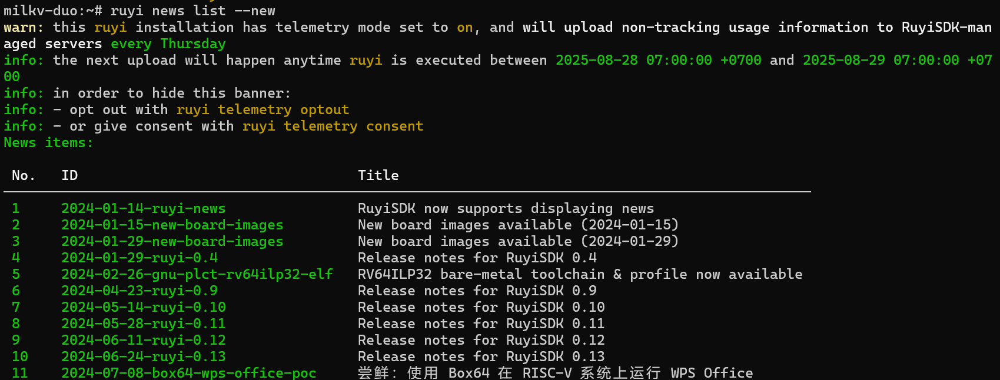 milkv-duo:~# ruyi news list --new
warn: this ruyi installation has telemetry mode set to on, and will upload non-tracking usage information to RuyiSDK-man
aged servers every Thursday
info: the next upload will happen anytime ruyi is executed between 2025-08-28 07:00:00 +0700 and 2025-08-29 07:00:00 +07
00
info: in order to hide this banner:
info: - opt out with ruyi telemetry optout
info: - or give consent with ruyi telemetry consent
News items:
No. ID Title
1 2024-01-14-ruyi-news RuyiSDK now supports displaying news
2 2024-01-15-new-board-images New board images available (2024-01-15)
3 2024-01-29-new-board-images New board images available (2024-01-29)
4 2024-01-29-ruyi-0.4 Release notes for RuyiSDK 0.4
5 2024-02-26-gnu-plct-rv64ilp32-elf RV64ILP32 bare-metal toolchain & profile now available
6 2024-04-23-ruyi-0.9 Release notes for RuyiSDK 0.9
7 2024-05-14-ruyi-0.10 Release notes for RuyiSDK 0.10
8 2024-05-28-ruyi-0.11 Release notes for RuyiSDK 0.11
9 2024-06-11-ruyi-0.12 Release notes for RuyiSDK 0.12
10 2024-06-24-ruyi-0.13 Release notes for RuyiSDK 0.13
11 2024-07-08-box64-wps-office-poc 尝鲜：使用 Box64 在 RISC-V 系统上运行 WPS Office